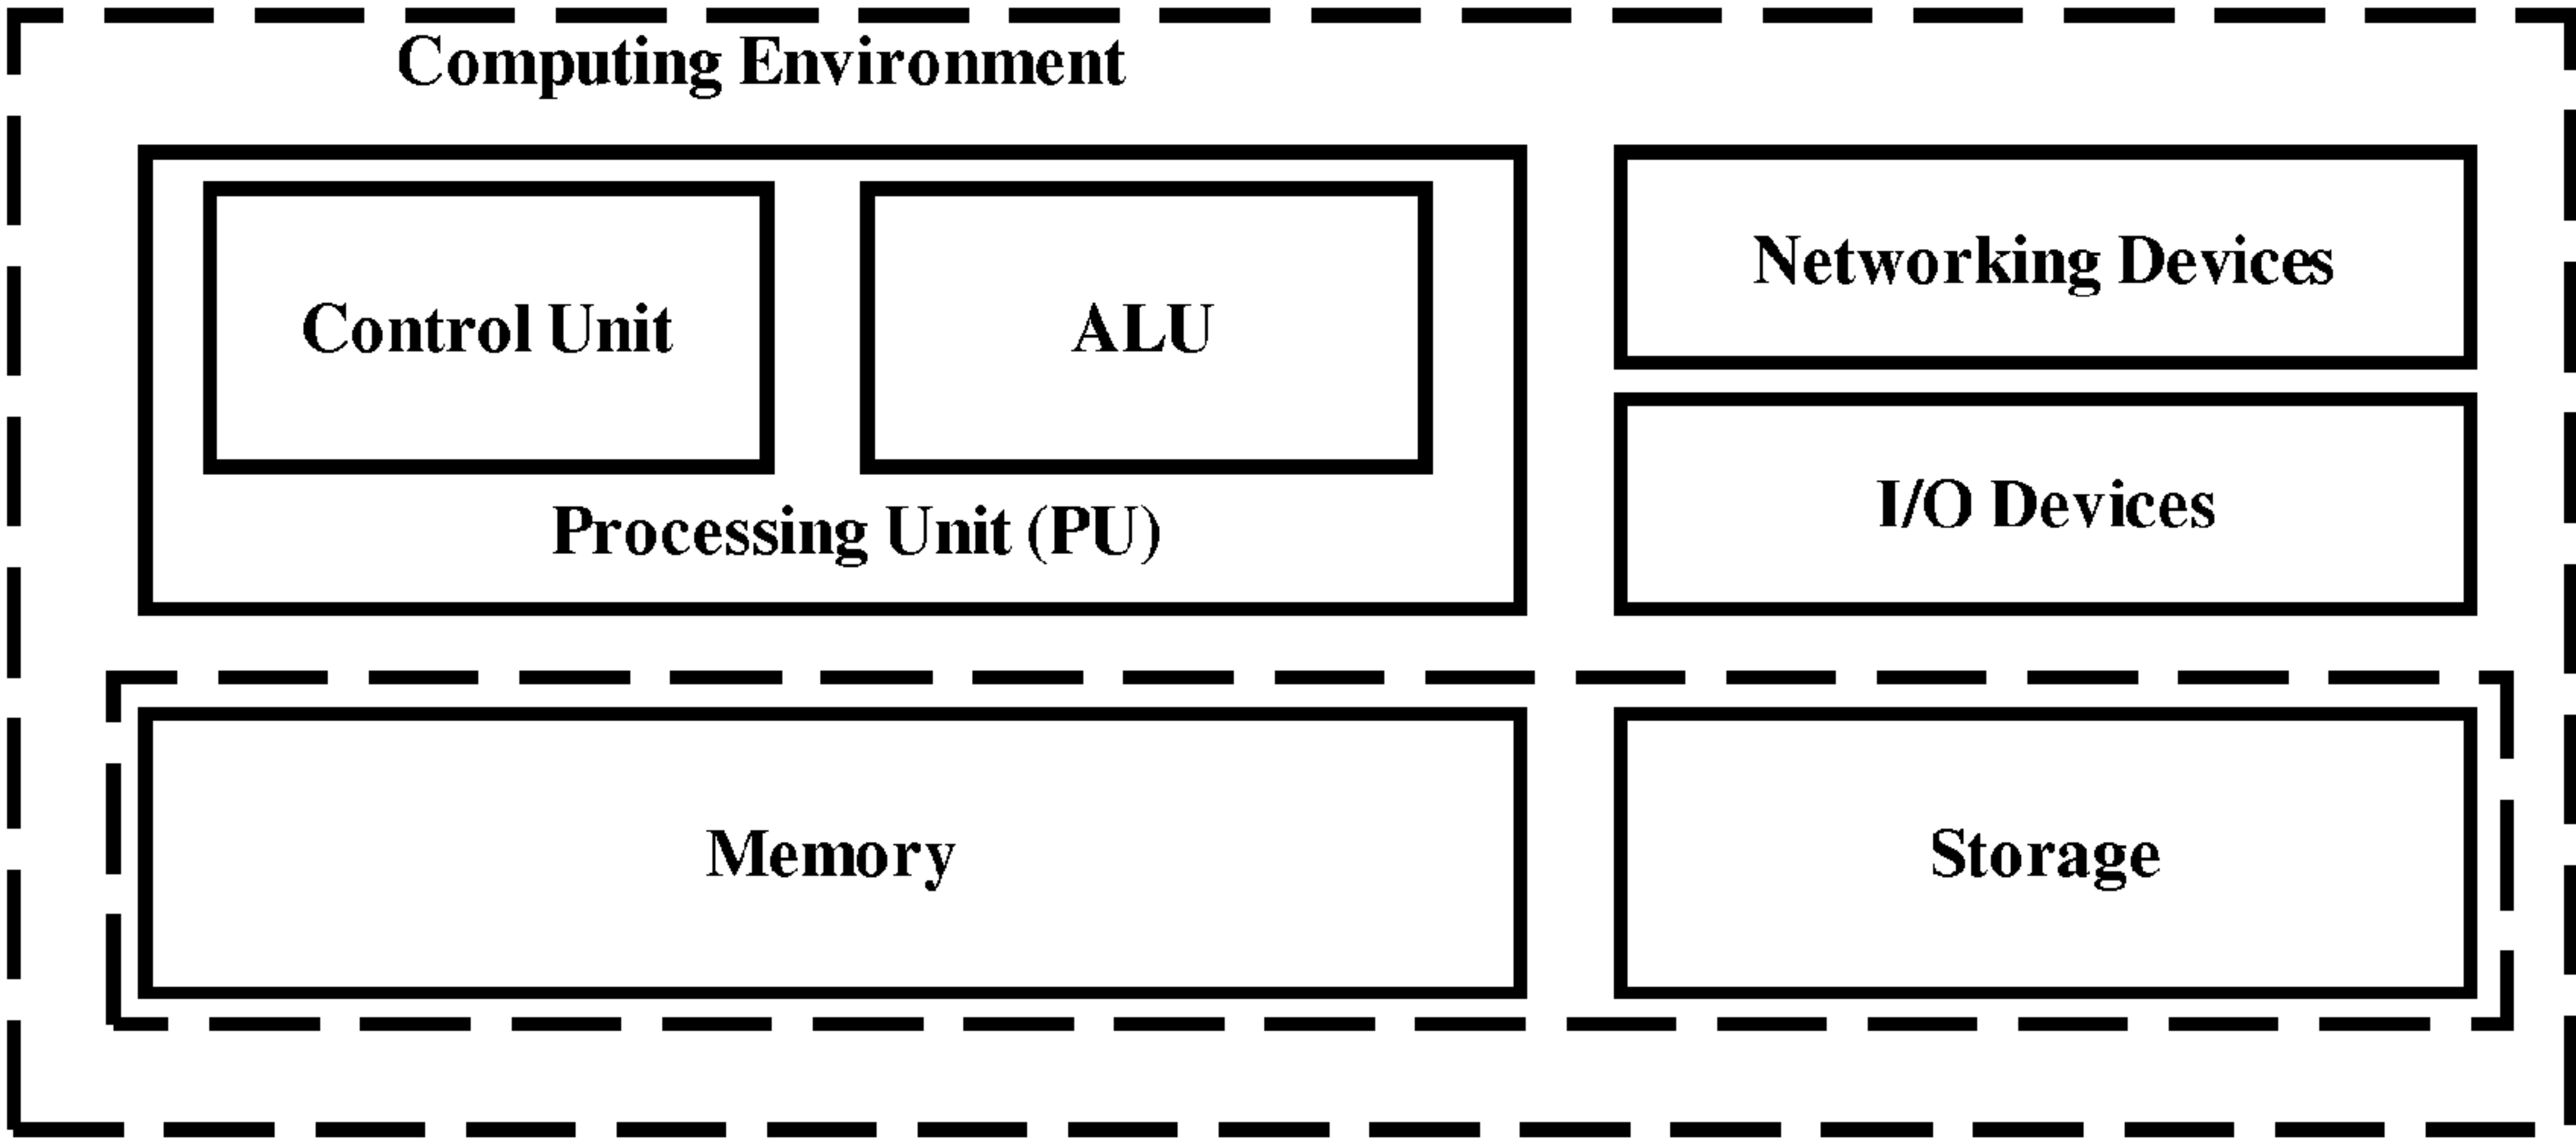 Computing Environment
Control Unit
ALU
Processing Unit (PU)
Networking Devices
I/O Devices
Memory
Storage